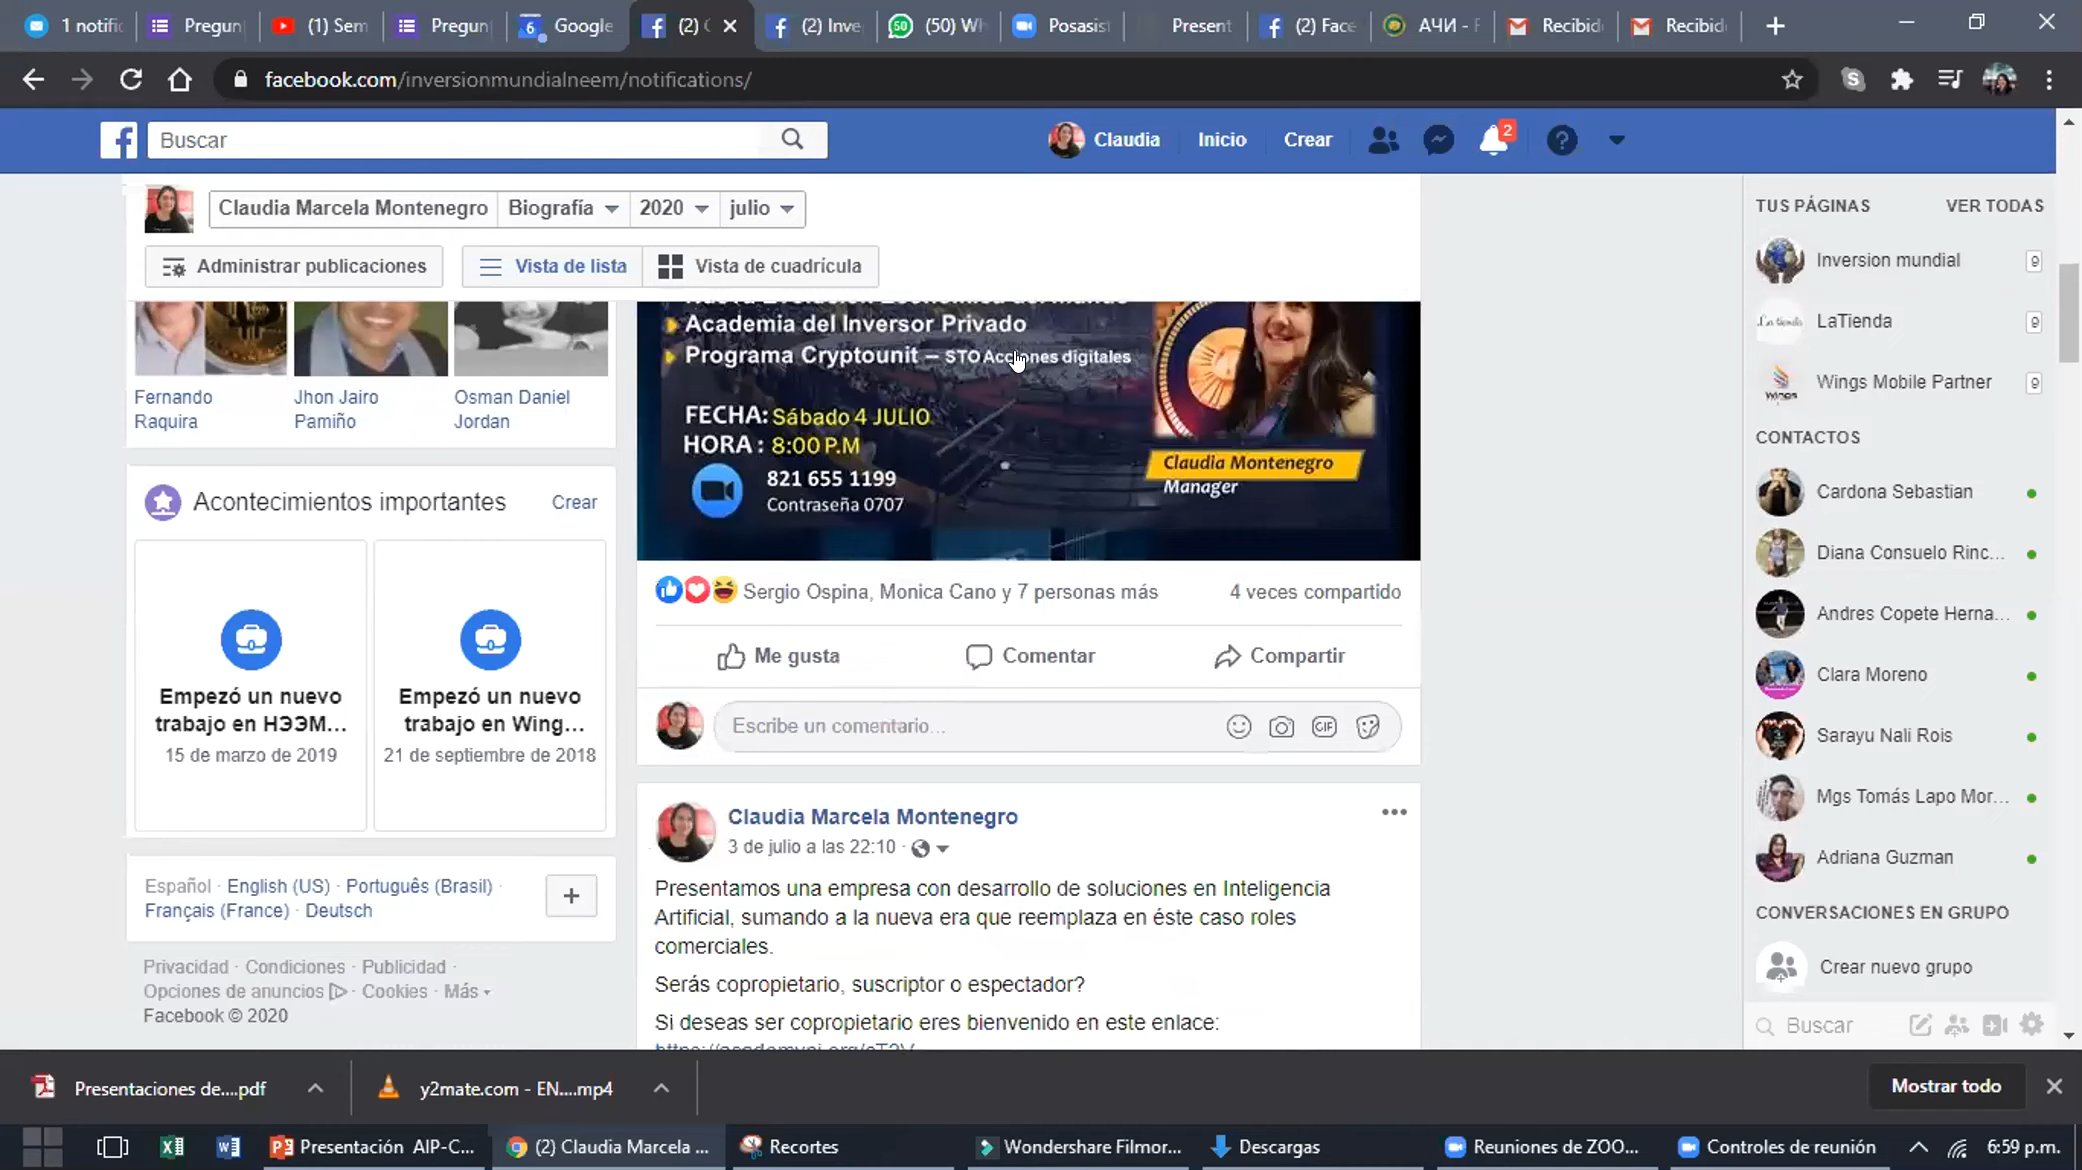 1 notific
Pregun
(1) Sem
Pregun
Google
(2) C
(2) Inve
(50) Wh
Posasist
Present
(2) Face
АЧИ - F
Recibid
Recibid
facebook.com/inversionmundialneem/notifications/
Buscar
Claudia
Inicio
Crear
2
Claudia Marcela Montenegro
Biografía
2020
julio
Administrar publicaciones
Vista de lista
Vista de cuadrícula
Fernando
Raquira
Jhon Jairo
Pamiño
Osman Daniel
Jordan
Acontecimientos importantes
Crear
Empezó un nuevo
trabajo en НЭЭМ...
15 de marzo de 2019
Empezó un nuevo
trabajo en Wing...
21 de septiembre de 2018
Español · English (US) · Português (Brasil) ·
Français (France) · Deutsch
Privacidad · Condiciones · Publicidad ·
Opciones de anuncios · Cookies · Más
Facebook © 2020
Academia del Inversor Privado
Programa Cryptounit – STO Acciones digitales
FECHA: Sábado 4 JULIO
HORA : 8:00 P.M
821 655 1199
Contraseña 0707
Claudia Montenegro
Manager
Sergio Ospina, Monica Cano y 7 personas más
4 veces compartido
Me gusta
Comentar
Compartir
Escribe un comentario...
GIF
Claudia Marcela Montenegro
3 de julio a las 22:10 ·
Presentamos una empresa con desarrollo de soluciones en Inteligencia
Artificial, sumando a la nueva era que reemplaza en éste caso roles
comerciales.
Serás copropietario, suscriptor o espectador?
Si deseas ser copropietario eres bienvenido en este enlace:
TUS PÁGINAS
VER TODAS
Inversion mundial
9
LaTienda
9
Wings Mobile Partner
9
CONTACTOS
Cardona Sebastian
Diana Consuelo Rinc...
Andres Copete Herna...
Clara Moreno
Sarayu Nali Rois
Mgs Tomás Lapo Mor...
Adriana Guzman
CONVERSACIONES EN GRUPO
Crear nuevo grupo
Buscar
Presentaciones de....pdf
y2mate.com - EN....mp4
Mostrar todo
Presentación AIP-C...
(2) Claudia Marcela ...
Recortes
Wondershare Filmor...
Descargas
Reuniones de ZOO...
Controles de reunión
6:59 p.m.